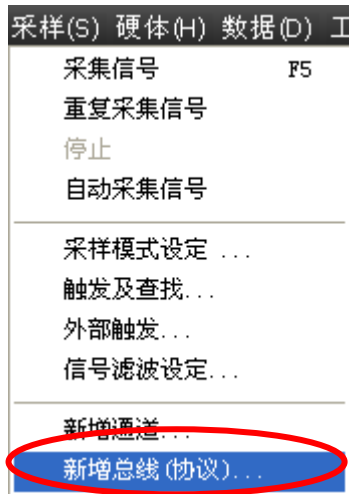 采样(S) 硬体(H) 数据(D) 工
采集信号 F5
重复采集信号
停止
自动采集信号
采样模式设定 ...
触发及查找...
外部触发...
信号滤波设定...
新增通道...
新增总线(协议)...